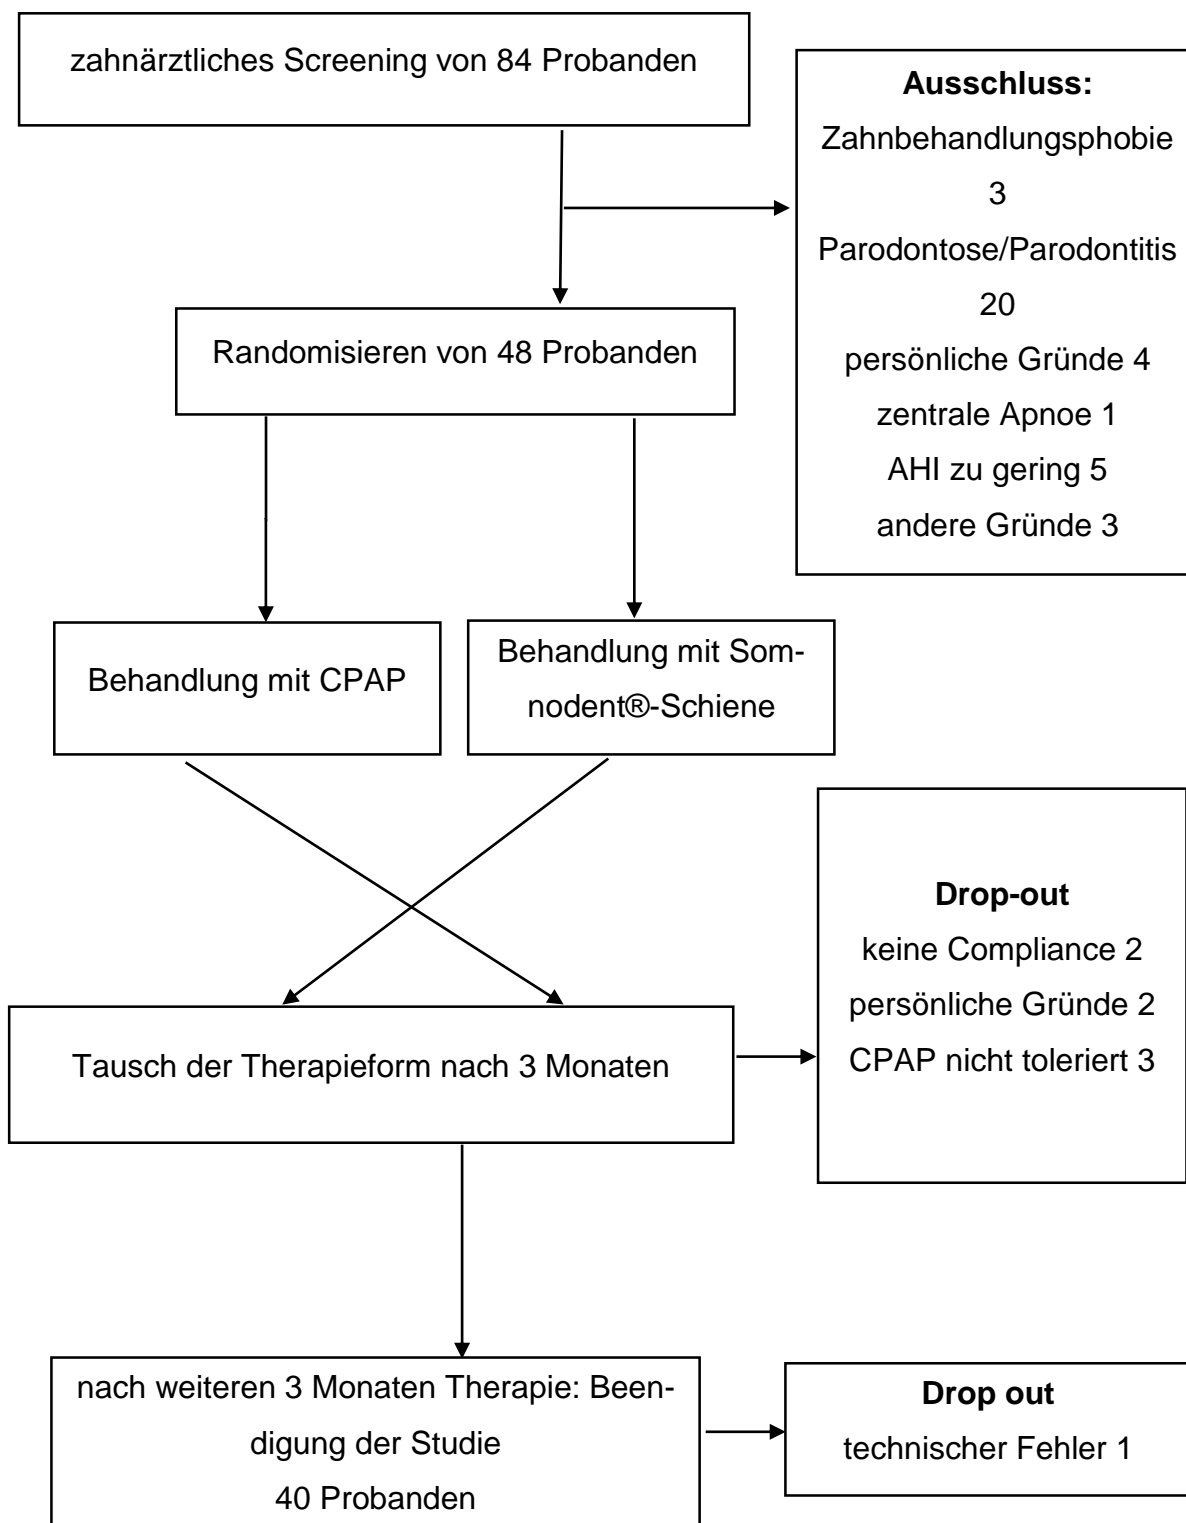 zahnärztliches Screening von 84 Probanden
Ausschluss:
Zahnbehandlungsphobie
3
Parodontose/Parodontitis
20
persönliche Gründe 4
zentrale Apnoe 1
AHI zu gering 5
andere Gründe 3
Randomisieren von 48 Probanden
Behandlung mit CPAP
Behandlung mit Som-
nodent®-Schiene
Drop-out
keine Compliance 2
persönliche Gründe 2
CPAP nicht toleriert 3
Tausch der Therapieform nach 3 Monaten
nach weiteren 3 Monaten Therapie: Been-
digung der Studie
40 Probanden
Drop out
technischer Fehler 1